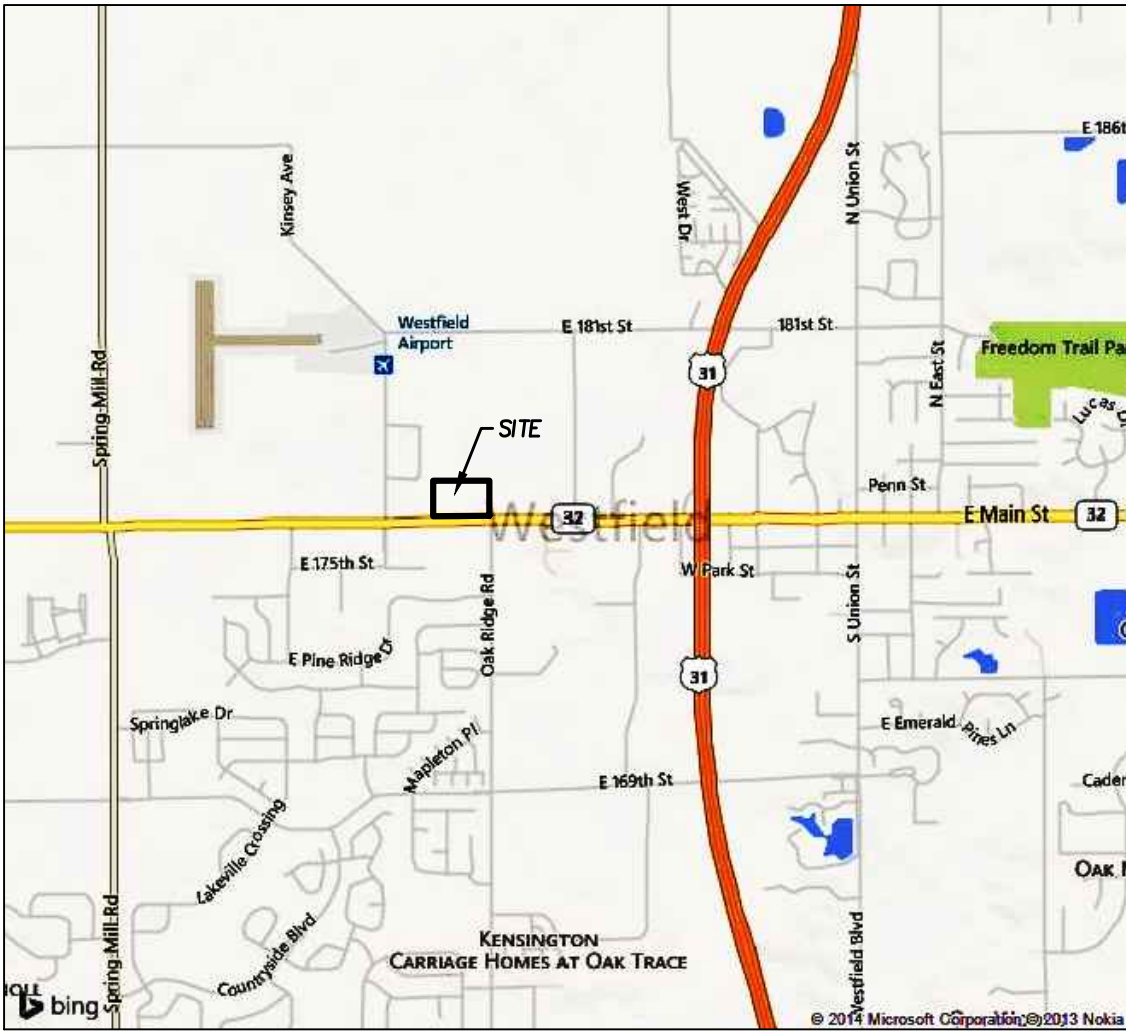 E 186t
Kinsey Ave
West Dr
N Union St
Westfield
Airport
E 181st St
181st St
Spring Mill Rd
31
N East St
Freedom Trail Pa
Lucas D
SITE
Penn St
Westfield
32
E Main St
32
E 175th St
W Park St
Oak Ridge Rd
S Union St
E Pine Ridge Dr
31
Springlake Dr
E Emerald Pines Ln
Mapleton Pl
E 169th St
Caden
Lakeville Crossing
OAK
Spring Mill Rd
Countryside Blvd
KENSINGTON
CARRIAGE HOMES AT OAK TRACE
Westfield Blvd
bing
© 2014 Microsoft Corporation © 2013 Nokia